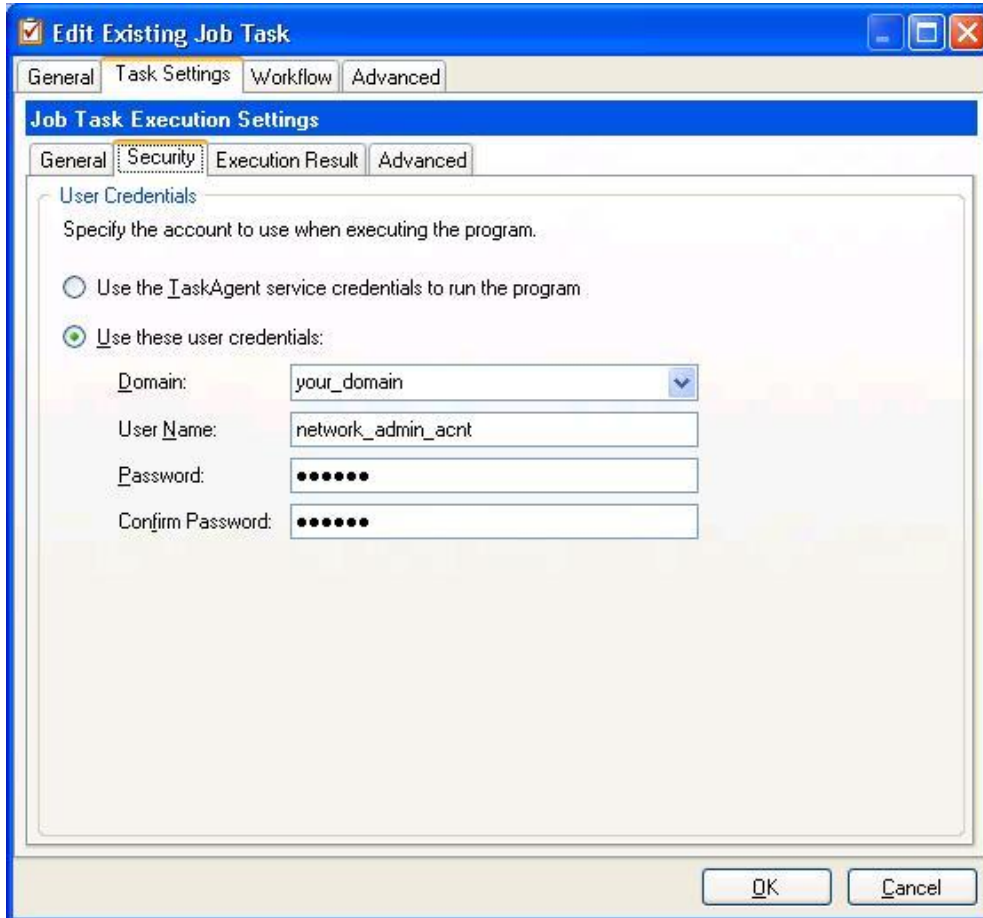 Edit Existing Job Task
General Task Settings Workflow Advanced
Job Task Execution Settings
General Security Execution Result Advanced
User Credentials
Specify the account to use when executing the program.
Use the TaskAgent service credentials to run the program
Use these user credentials:
Domain: your_domain
User Name: network_admin_acnt
Password: ●●●●●●
Confirm Password: ●●●●●●
OK Cancel